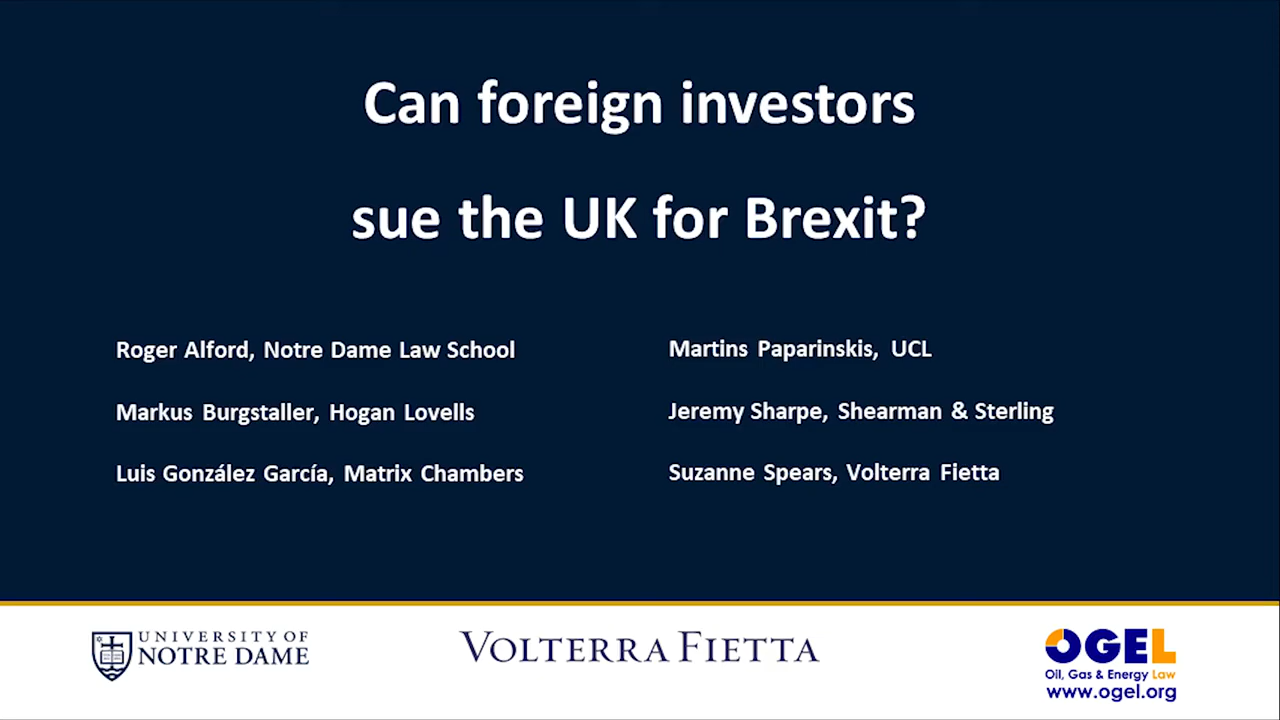 Can foreign investors
sue the UK for Brexit?
Roger Alford, Notre Dame Law School
Markus Burgstaller, Hogan Lovells
Luis González García, Matrix Chambers
Martins Paparinskis, UCL
Jeremy Sharpe, Shearman & Sterling
Suzanne Spears, Volterra Fietta
UNIVERSITY OF
NOTRE DAME
VOLTERRA FIETTA
OGEL
Oil, Gas & Energy Law
www.ogel.org